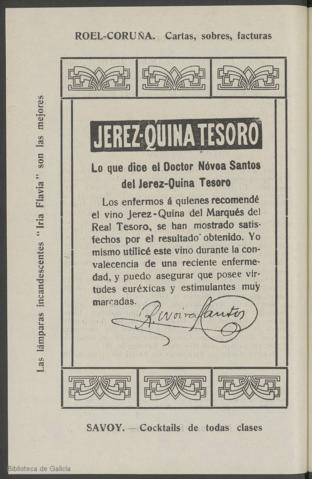 ROEL-CORUÑA. Cartas, sobres, facturas
Las lámparas incandescentes "Iria Flavia" son las mejores
JEREZ-QUINA TESORO
Lo que dice el Doctor Nóvoa Santos
del Jerez-Quina Tesoro
Los enfermos á quienes recomendé
el vino Jerez-Quina del Marqués del
Real Tesoro, se han mostrado satis-
fechos por el resultado obtenido. Yo
mismo utilicé este vino durante la con-
valecencia de una reciente enferme-
dad, y puedo asegurar que posee vir-
tudes euréxicas y estimulantes muy
marcadas.
R. Novoa Santos
SAVOY. — Cocktails de todas clases
Biblioteca de Galicia